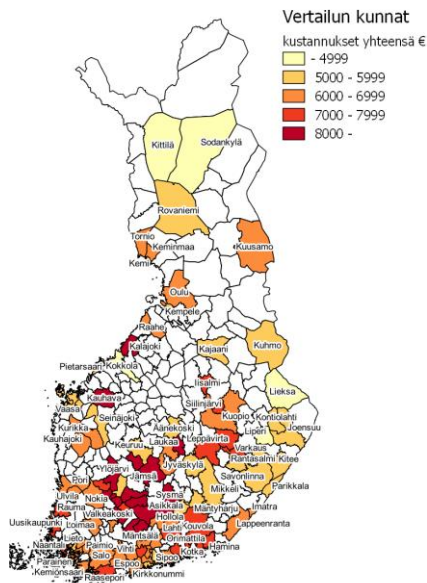 Vertailun kunnat
kustannukset yhteensä €
- 4999
5000 - 5999
6000 - 6999
7000 - 7999
8000 -
Kittilä
Sodankylä
Rovaniemi
Tornio
Keminmaa
Kemi
Kuusamo
Oulu
Kempele
Raahe
Kalajoki
Kajaani
Kuhmo
Pietarsaari
Kokkola
Iisalmi
Lieksa
Kauhava
Siilinjärvi
Vaasa
Seinäjoki
Kuopio
Kontiolahti
Kurikka
Äänekoski
Liperi
Joensuu
Kauhajoki
Keuruu
Laukaa
Leppävirta
Varkaus
Rantasalmi
Kitee
Ylöjärvi
Jämsä
Jyväskylä
Savonlinna
Parikkala
Pori
Mikkeli
Ulvila
Nokia
Sysmä
Mäntyharju
Imatra
Rauma
Valkeakoski
Asikkala
Uusikaupunki
Loimaa
Hollola
Lahti
Kouvola
Lappeenranta
Lieto
Mäntsälä
Orimattila
Naantali
Paimio
Vihti
Kotka
Hamina
Parainen
Salo
Espoo
Sipoo
Kemiönsaari
Raasepori
Kirkkonummi